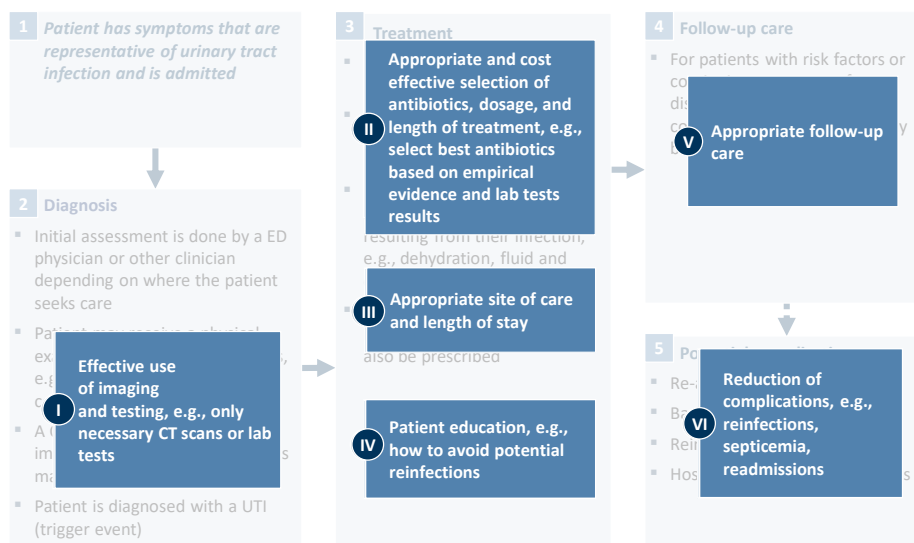 1
Patient has symptoms that are
representative of urinary tract
infection and is admitted
2
Diagnosis
Initial assessment is done by a ED
physician or other clinician
depending on where the patient
seeks care
I
Effective use
of imaging
and testing, e.g., only
necessary CT scans or lab
tests
Patient is diagnosed with a UTI
(trigger event)
3
Treatment
II
Appropriate and cost
effective selection of
antibiotics, dosage, and
length of treatment, e.g.,
select best antibiotics
based on empirical
evidence and lab tests
results
resulting from their infection,
e.g., dehydration, fluid and
III
Appropriate site of care
and length of stay
also be prescribed
IV
Patient education, e.g.,
how to avoid potential
reinfections
4
Follow-up care
For patients with risk factors or
V
Appropriate follow-up
care
5
VI
Reduction of
complications, e.g.,
reinfections,
septicemia,
readmissions